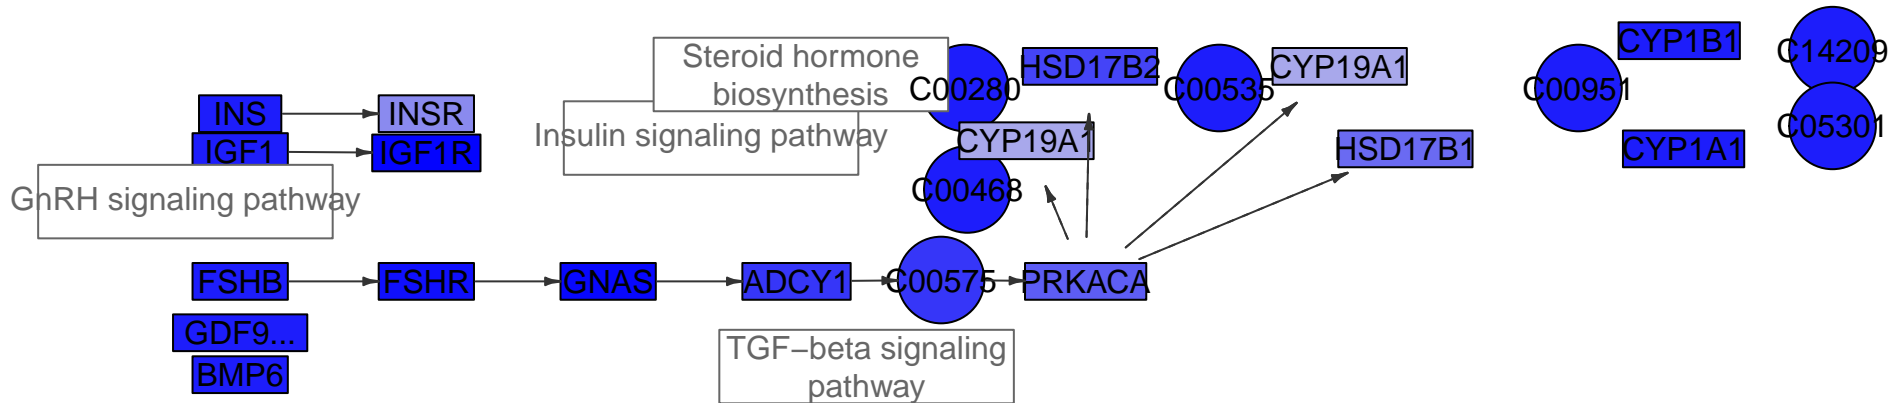 Steroid hormone
biosynthesis
C00280
HSD17B2
C00535
CYP19A1
C00951
CYP1B1
C14209
C05301
INS
INSR
Insulin signaling pathway
CYP19A1
HSD17B1
CYP1A1
IGF1
IGF1R
GnRH signaling pathway
C00468
FSHB
FSHR
GNAS
ADCY1
C00575
PRKACA
GDF9...
BMP6
TGF−beta signaling
pathway